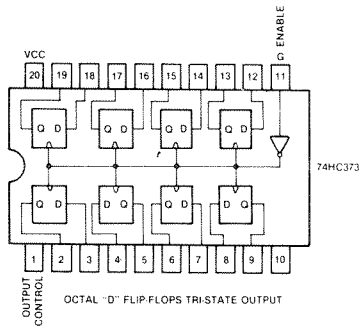 VCC
G ENABLE
20 19 18 17 16 15 14 13 12 11
Q D Q D Q D Q D
74HC373
Q D D Q Q D D Q
1 2 3 4 5 6 7 8 9 10
OUTPUT
CONTROL
OCTAL "D" FLIP-FLOPS TRI-STATE OUTPUT